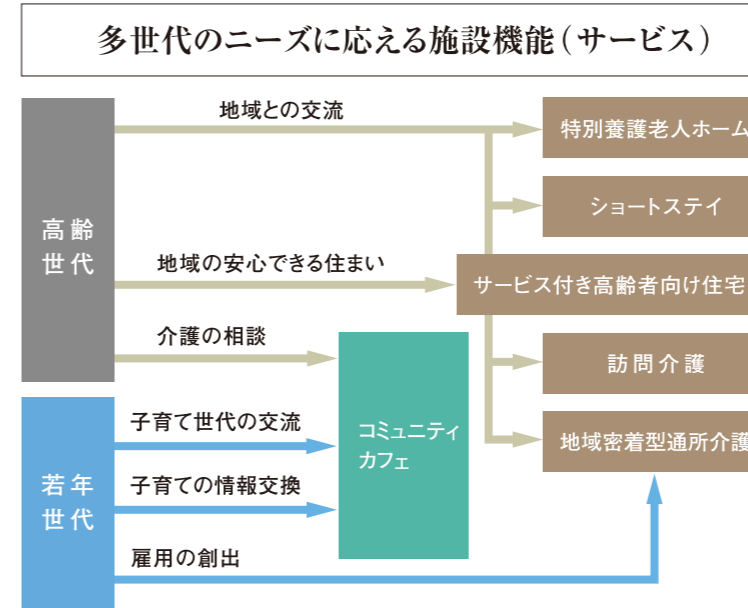 多世代のニーズに応える施設機能（サービス）
地域との交流
特別養護老人ホーム
ショートステイ
高齢
世代
地域の安心できる住まい
サービス付き高齢者向け住宅
介護の相談
訪問介護
子育て世代の交流
コミュニティ
カフェ
地域密着型通所介護
子育ての情報交換
若年
世代
雇用の創出